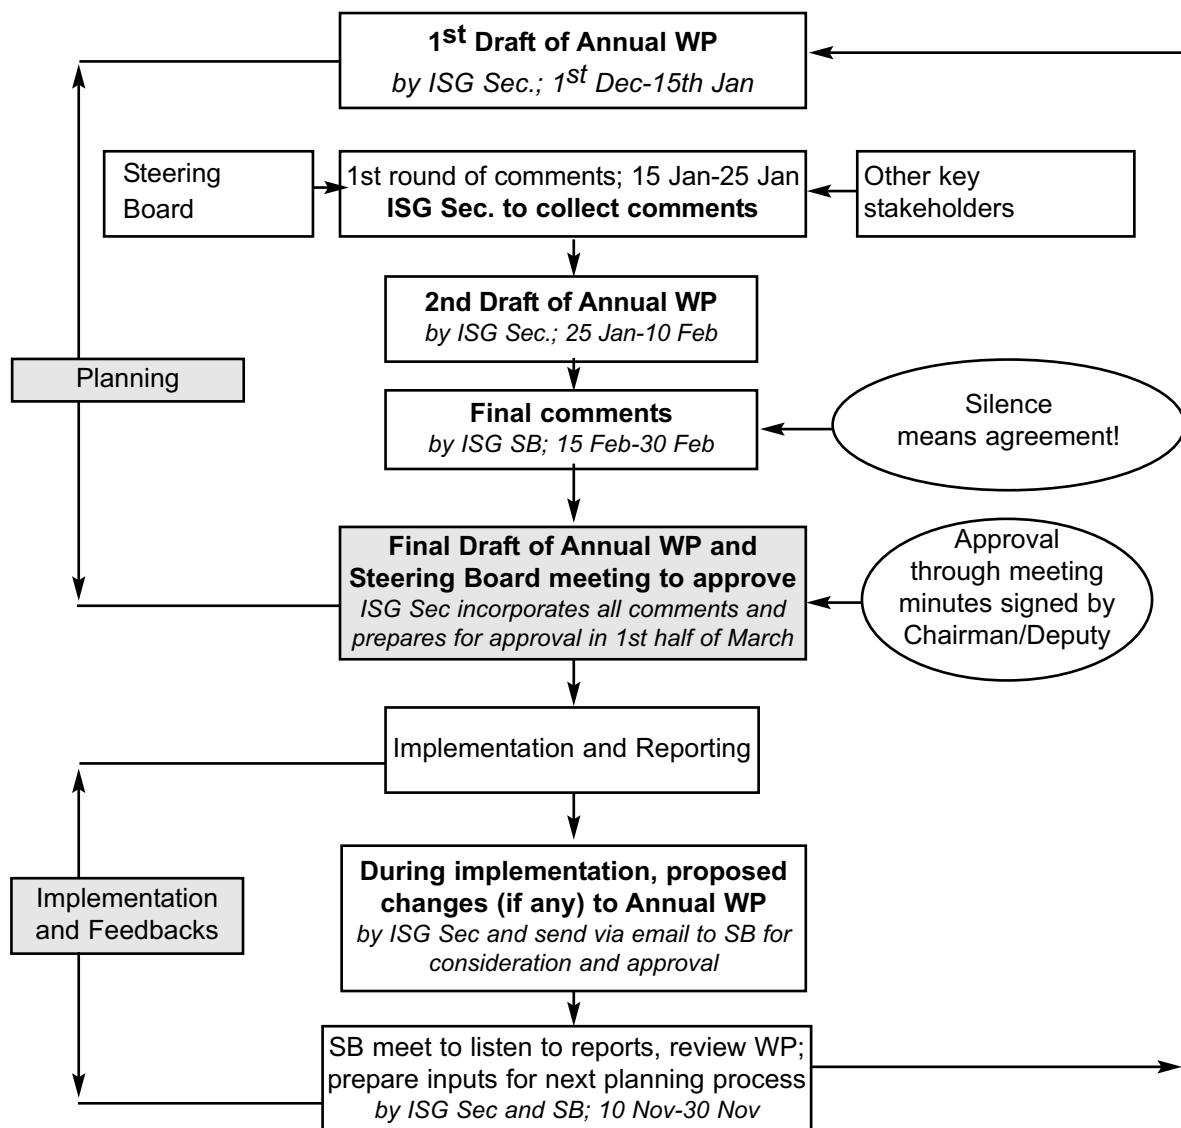 1st Draft of Annual WP
by ISG Sec.; 1st Dec-15th Jan
Steering
Board
1st round of comments; 15 Jan-25 Jan
ISG Sec. to collect comments
Other key
stakeholders
2nd Draft of Annual WP
by ISG Sec.; 25 Jan-10 Feb
Planning
Final comments
by ISG SB; 15 Feb-30 Feb
Silence
means agreement!
Final Draft of Annual WP and
Steering Board meeting to approve
ISG Sec incorporates all comments and
prepares for approval in 1st half of March
Approval
through meeting
minutes signed by
Chairman/Deputy
Implementation and Reporting
During implementation, proposed
changes (if any) to Annual WP
by ISG Sec and send via email to SB for
consideration and approval
Implementation
and Feedbacks
SB meet to listen to reports, review WP;
prepare inputs for next planning process
by ISG Sec and SB; 10 Nov-30 Nov